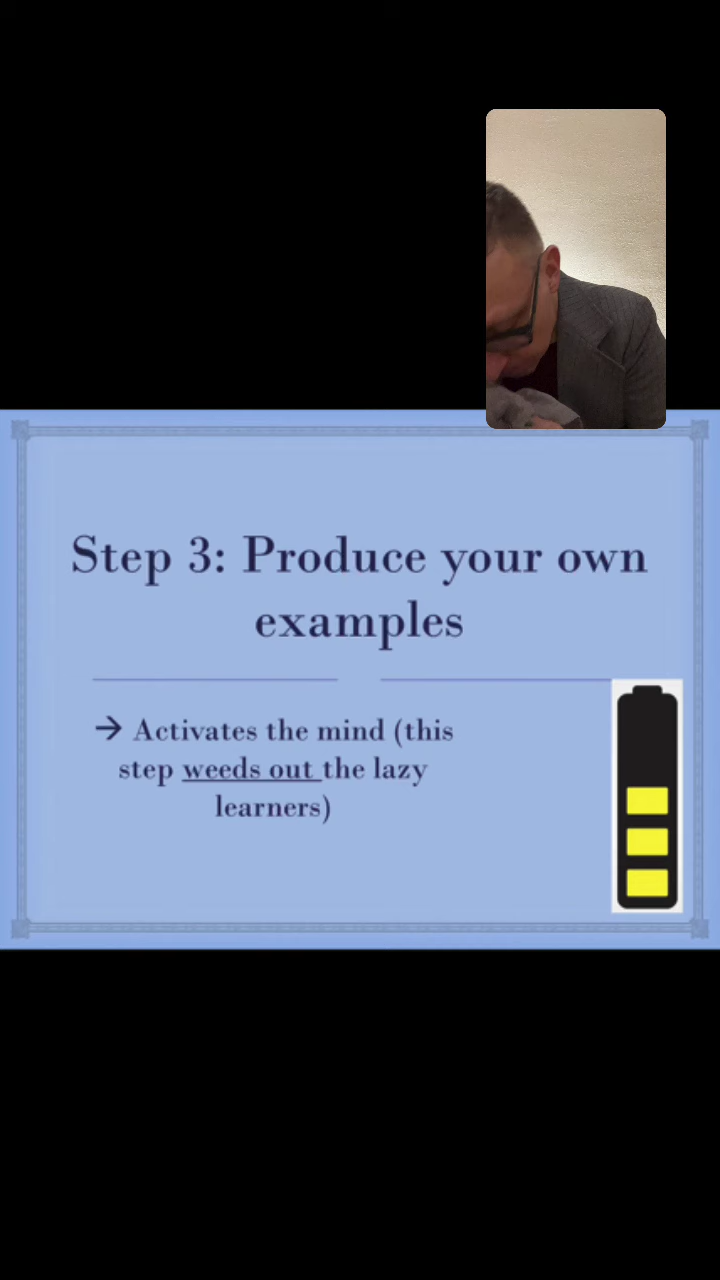 Step 3: Produce your own
examples
→ Activates the mind (this
step weeds out the lazy
learners)